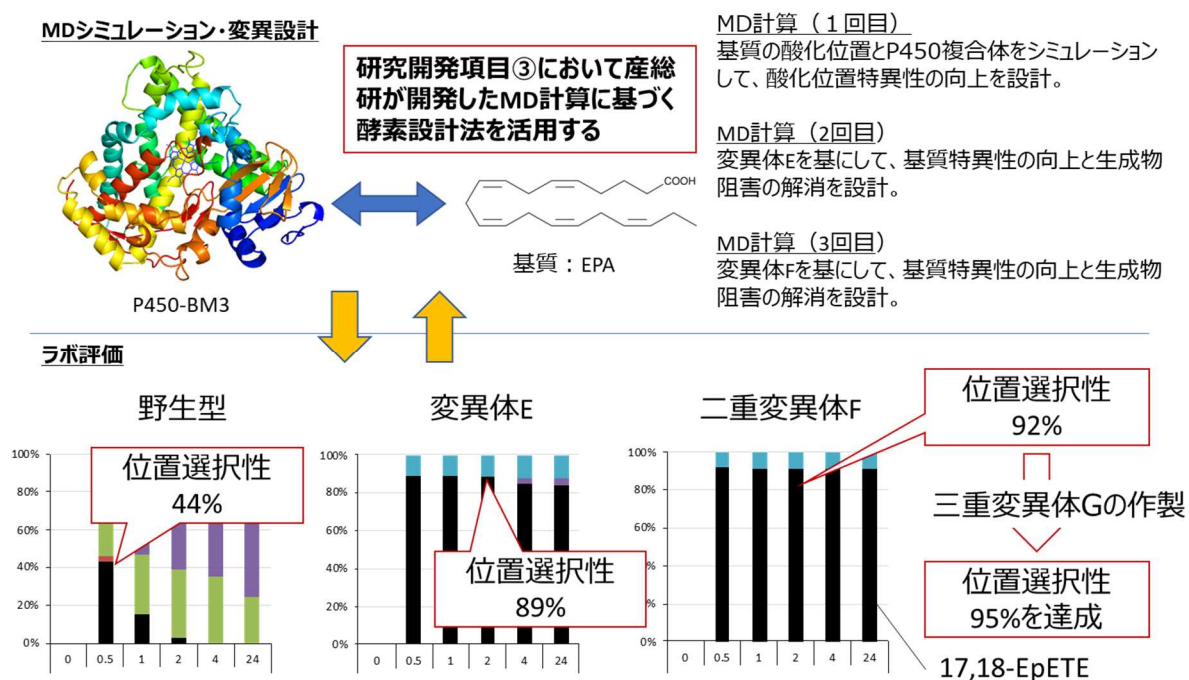 MDシミュレーション・変異設計
研究開発項目③において産総
研が開発したMD計算に基づく
酵素設計法を活用する
COOH
基質：EPA
P450-BM3
MD計算（１回目）
基質の酸化位置とP450複合体をシミュレーション
して、酸化位置特異性の向上を設計。
MD計算（2回目）
変異体Eを基にして、基質特異性の向上と生成物
阻害の解消を設計。
MD計算（3回目）
変異体Fを基にして、基質特異性の向上と生成物
阻害の解消を設計。
ラボ評価
野生型
100%
80%
60%
40%
20%
0%
0 0.5 1 2 4 24
位置選択性
44%
変異体E
100%
80%
60%
40%
20%
0%
0 0.5 1 2 4 24
位置選択性
89%
二重変異体F
100%
80%
60%
40%
%
0%
0 0.5 1 2 4 24
位置選択性
92%
三重変異体Gの作製
位置選択性
95%を達成
17,18-EpETE